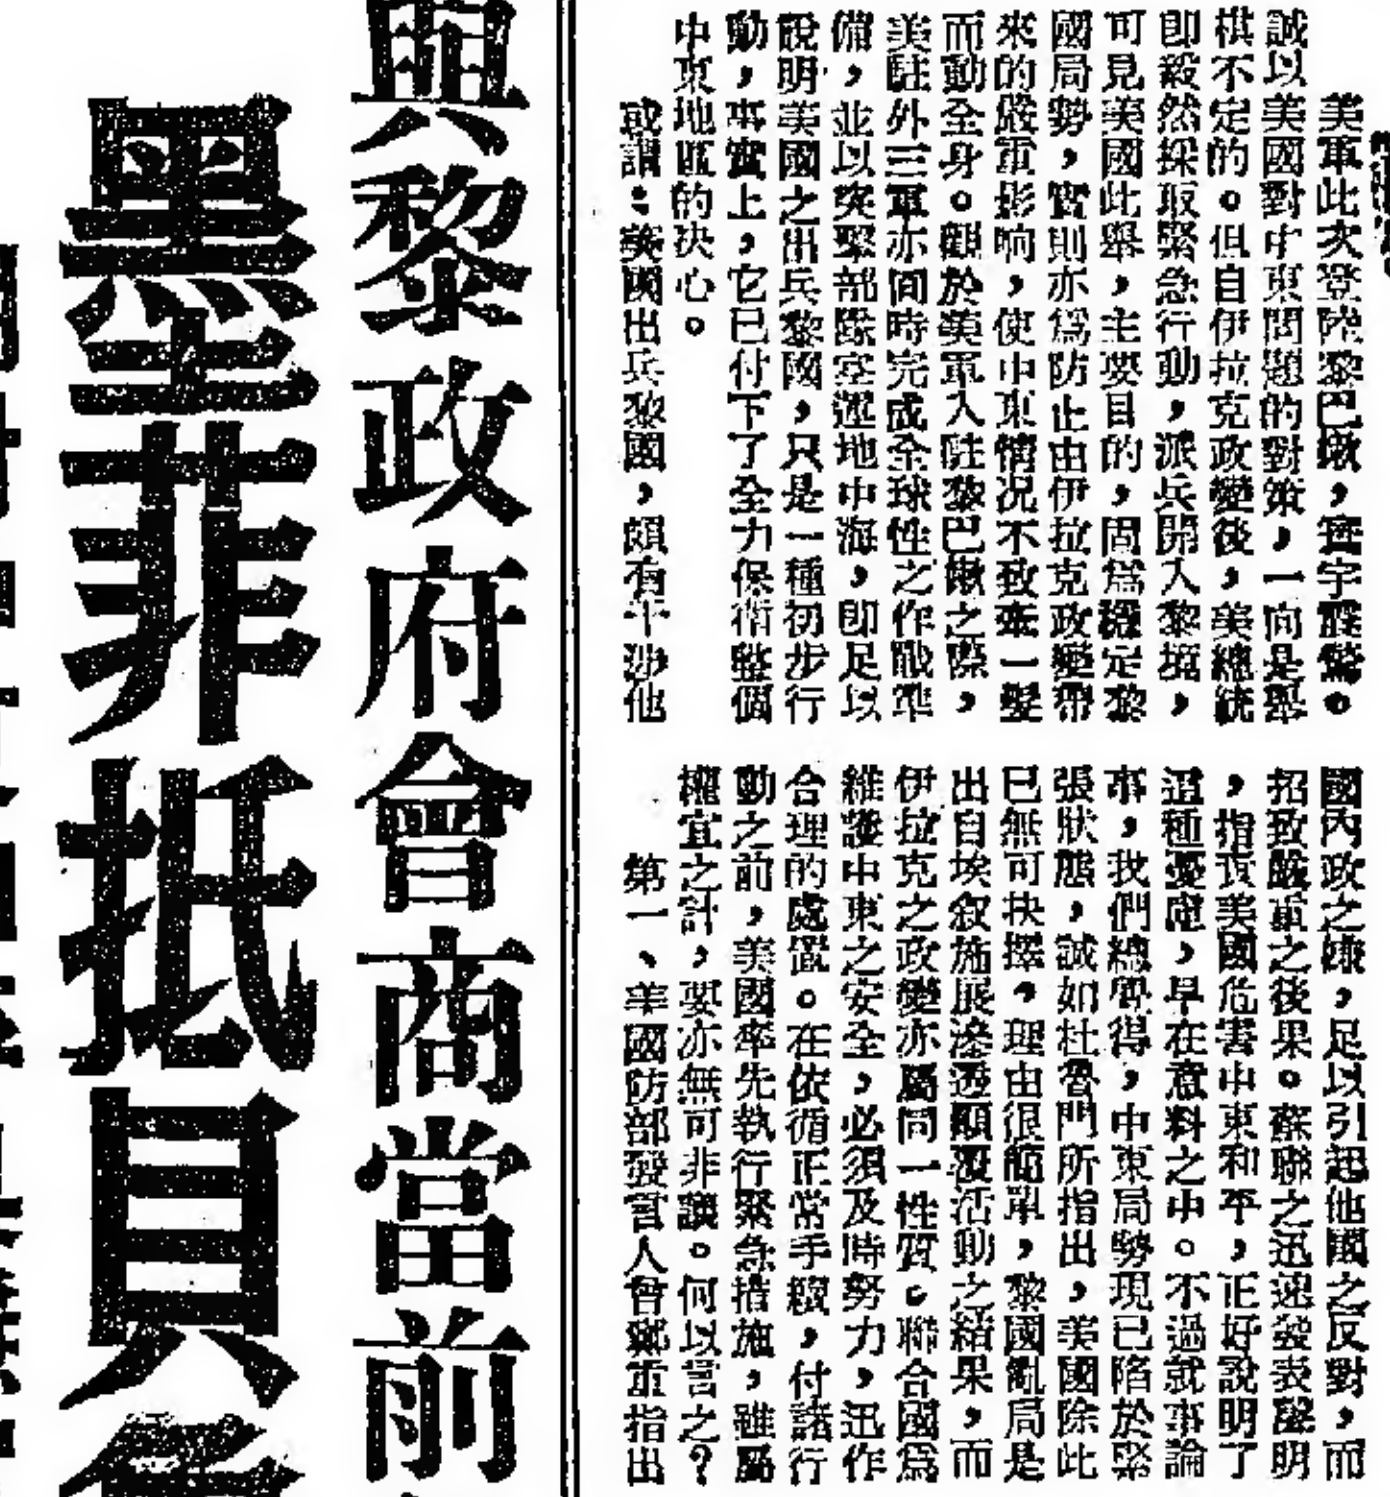 美軍此次登陸黎巴嫩，寰宇震驚。
誠以美國對中東問題的對策，一向是舉
棋不定的。但自伊拉克政變後，美總統
即毅然採取緊急行動，派兵開入黎境，
可見美國此舉，主要目的，固爲穩定黎
國局勢，實則亦爲防止由伊拉克政變帶
來的嚴重影响，使中東情况不致牽一髮
而動全身。觀於美軍入駐黎巴嫩之際，
美駐外三軍亦同時完成全球性之作戰準
備，並以突擊部隊空運地中海，即足以
說明美國之出兵黎國，只是一種初步行
動，事實上，它已付下了全力保衛整個
中東地區的決心。
或謂：美國出兵黎國，頗有干涉他
國內政之嫌，足以引起他國之反對，而
招致嚴重之後果。蘇聯之迅速發表聲明
，指責美國危害中東和平，正好說明了
這種憂慮，早在意料之中。不過就事論
事，我們總覺得，中東局勢現已陷於緊
張狀態，誠如杜魯門所指出，美國除此
已無可抉擇。理由很簡單，黎國亂局是
出自埃叙施展滲透顚覆活動之結果，而
伊拉克之政變亦屬同一性質。聯合國爲
維護中東之安全，必須及時努力，迅作
合理的處置。在依循正常手續，付諸行
動之前，美國率先執行緊急措施，雖屬
權宜之計，要亦無可非議。何以言之？
第一、美國防部發言人曾鄭重指出
與黎政府會商當前
墨菲抵貝